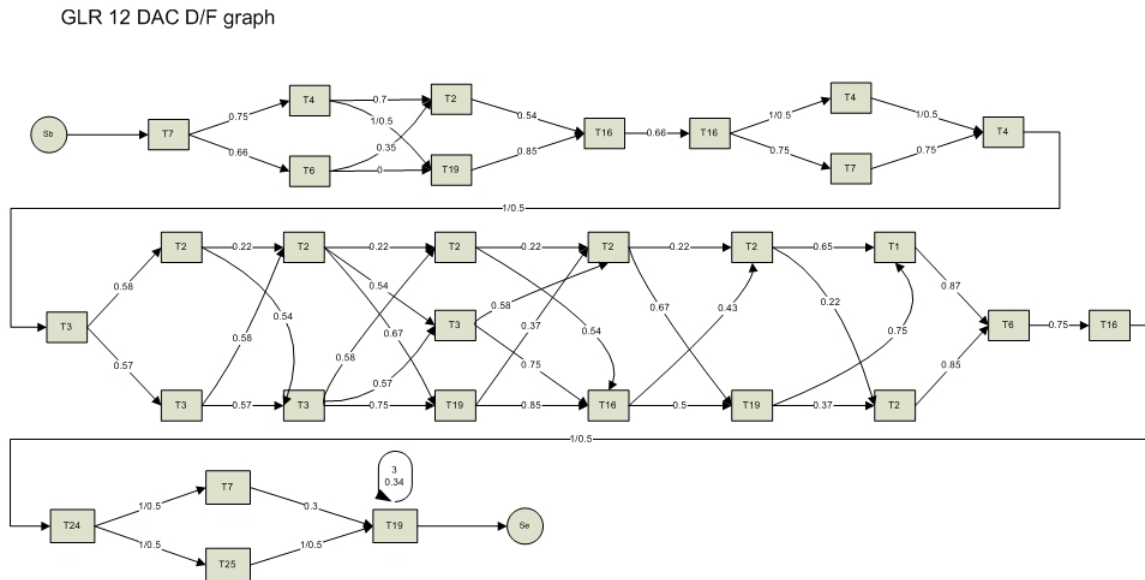 GLR 12 DAC D/F graph
T4 0.7 T2 T4
0.75 1/0.5 0.54 1/0.5 1/0.5
Sb T7 T16 0.66 T16 T4
0.66 0.35 0.85 0.75 0.75
T6 0 T19 T7
1/0.5
T2 0.22 T2 0.22 T2 0.22 T2 0.22 T2 0.65 T1
0.58 0.54 0.54 0.67 0.87
0.58 0.67 0.58 0.37 0.54 0.43 0.22 0.75
T3 T3 T6 0.75 T16
0.57 0.58 0.57 0.75 0.85
T3 0.57 T3 0.75 T19 0.85 T16 0.5 T19 0.37 T2
1/0.5
3
0.34
T7
1/0.5 0.3
T24 T19 Se
1/0.5 1/0.5
T25